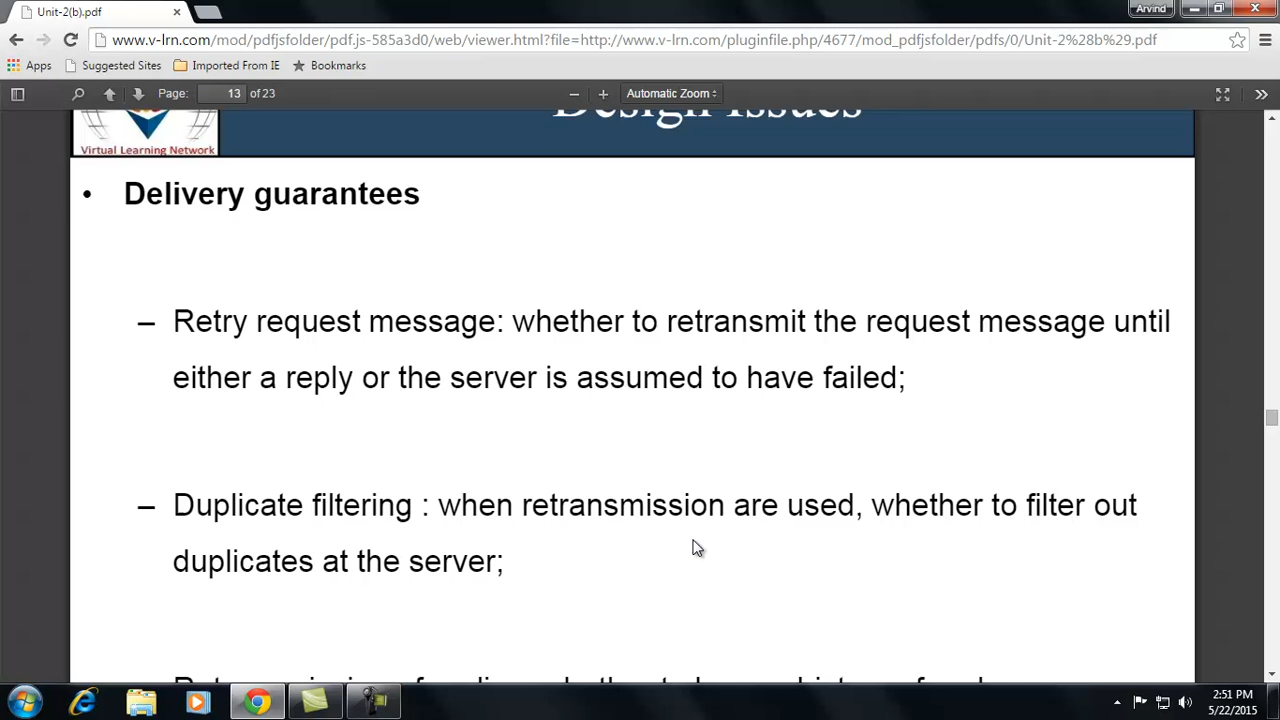 Unit-2(b).pdf
Arvind
www.v-lrn.com/mod/pdfjsfolder/pdf.js-585a3d0/web/viewer.html?file=http://www.v-lrn.com/pluginfile.php/4677/mod_pdfjsfolder/pdfs/0/Unit-2%28b%29.pdf
Apps Suggested Sites Imported From IE Bookmarks
Page: 13 of 23 Automatic Zoom
Design Issues
Virtual Learning Network
• Delivery guarantees
– Retry request message: whether to retransmit the request message until
either a reply or the server is assumed to have failed;
– Duplicate filtering : when retransmission are used, whether to filter out
duplicates at the server;
2:51 PM
5/22/2015